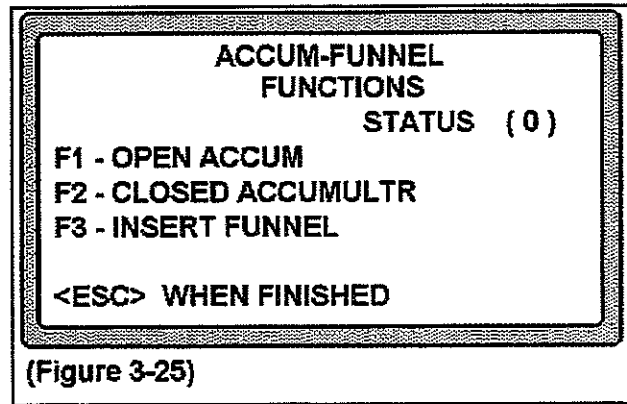 ACCUM-FUNNEL
FUNCTIONS
STATUS ( 0 )
F1 - OPEN ACCUM
F2 - CLOSED ACCUMULTR
F3 - INSERT FUNNEL
<ESC> WHEN FINISHED
(Figure 3-25)